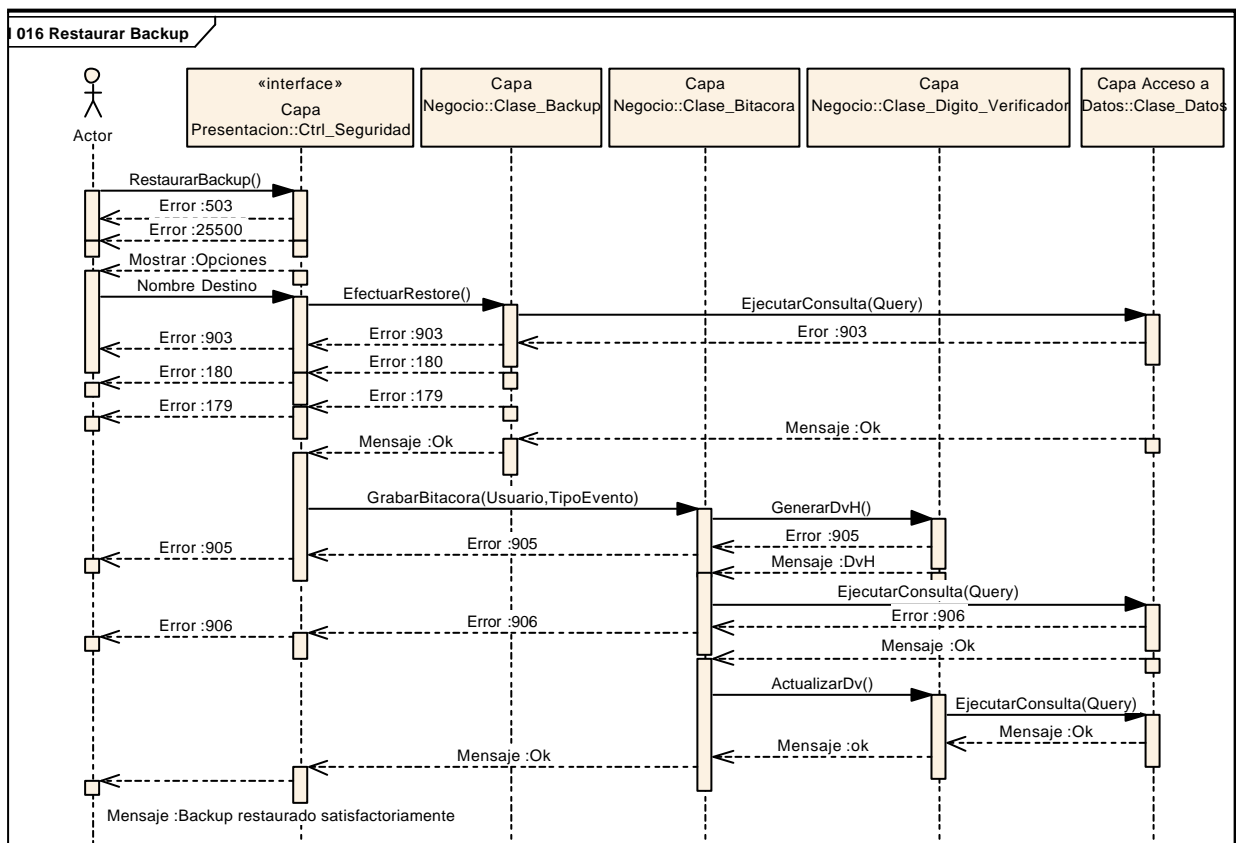 016 Restaurar Backup
Actor
«interface»
Capa
Presentacion::Ctrl_Seguridad
Capa
Negocio::Clase_Backup
Capa
Negocio::Clase_Bitacora
Capa
Negocio::Clase_Digito_Verificador
Capa Acceso a
Datos::Clase_Datos
RestaurarBackup()
Error :503
Error :25500
Mostrar :Opciones
Nombre Destino
EfectuarRestore()
EjecutarConsulta(Query)
Error :903
Error :903
Eror :903
Error :180
Error :180
Error :179
Error :179
Mensaje :Ok
Mensaje :Ok
GrabarBitacora(Usuario,TipoEvento)
GenerarDvH()
Error :905
Error :905
Error :905
Mensaje :DvH
EjecutarConsulta(Query)
Error :906
Error :906
Error :906
Mensaje :Ok
ActualizarDv()
EjecutarConsulta(Query)
Mensaje :Ok
Mensaje :ok
Mensaje :Ok
Mensaje :Backup restaurado satisfactoriamente